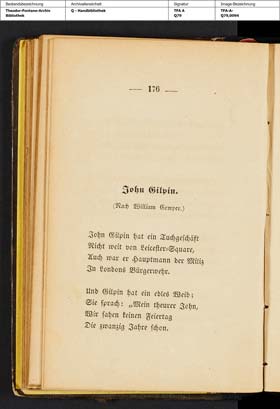 Bestandsbezeichnung
Theodor-Fontane-Archiv
Bibliothek
Archivalieneinheit
Q - Handbibliothek
Signatur
TFA A
Q79
Image-Bezeichnung
TFA-A-
Q79,0094
— 176 —
John Gilpin.
(Nach William Cowper.)
John Gilpin hat ein Tuchgeschäft
Nicht weit von Leicester-Square,
Auch war er Hauptmann der Miliz
In Londons Bürgerwehr.
Und Gilpin hat ein edles Weib;
Sie sprach: „Mein theurer John,
Wir sahen keinen Feiertag
Die zwanzig Jahre schon.